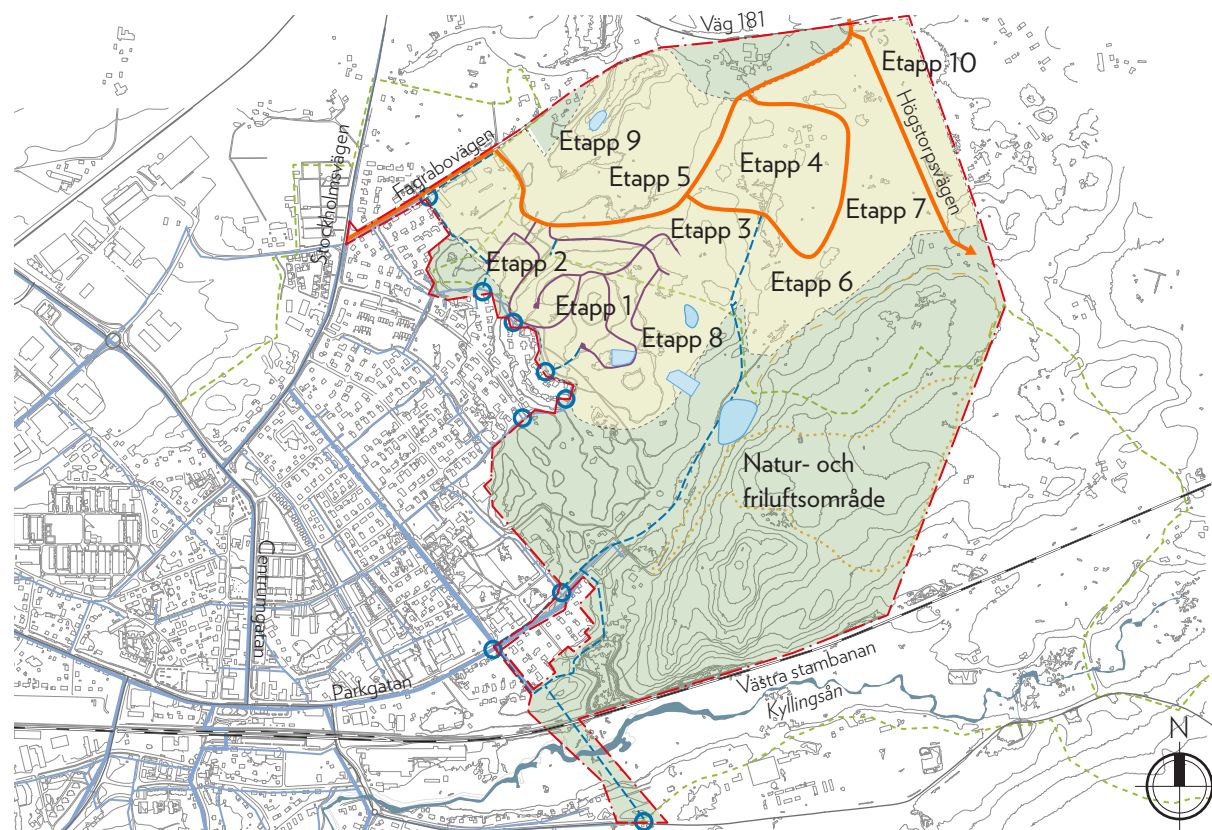 Väg 181
Etapp 10
Högstorpsvägen
Etapp 9
Fagrabovägen
Stockholmsvägen
Etapp 5
Etapp 4
Etapp 7
Etapp 3
Etapp 2
Etapp 6
Etapp 1
Etapp 8
Natur- och
friluftsområde
Centrumgatan
Parkgatan
Västra stambanan
Kyllingsån
N